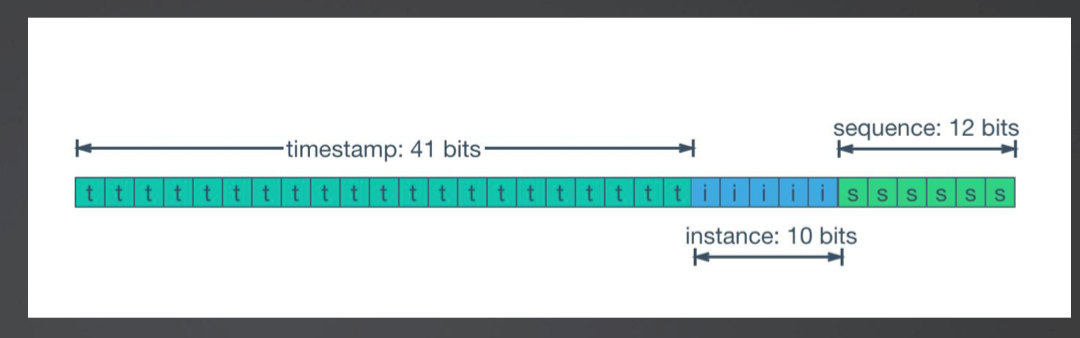 sequence: 12 bits
timestamp: 41 bits
t t t t t t t t t t t t t t t t t t t t t i i i i i s s s s s s
instance: 10 bits